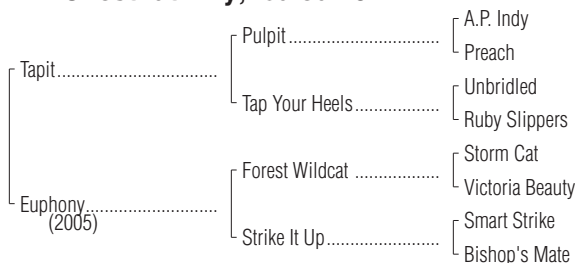 Tapit
Euphony
(2005)
Pulpit
Tap Your Heels
Forest Wildcat
Strike It Up
A.P. Indy
Preach
Unbridled
Ruby Slippers
Storm Cat
Victoria Beauty
Smart Strike
Bishop's Mate